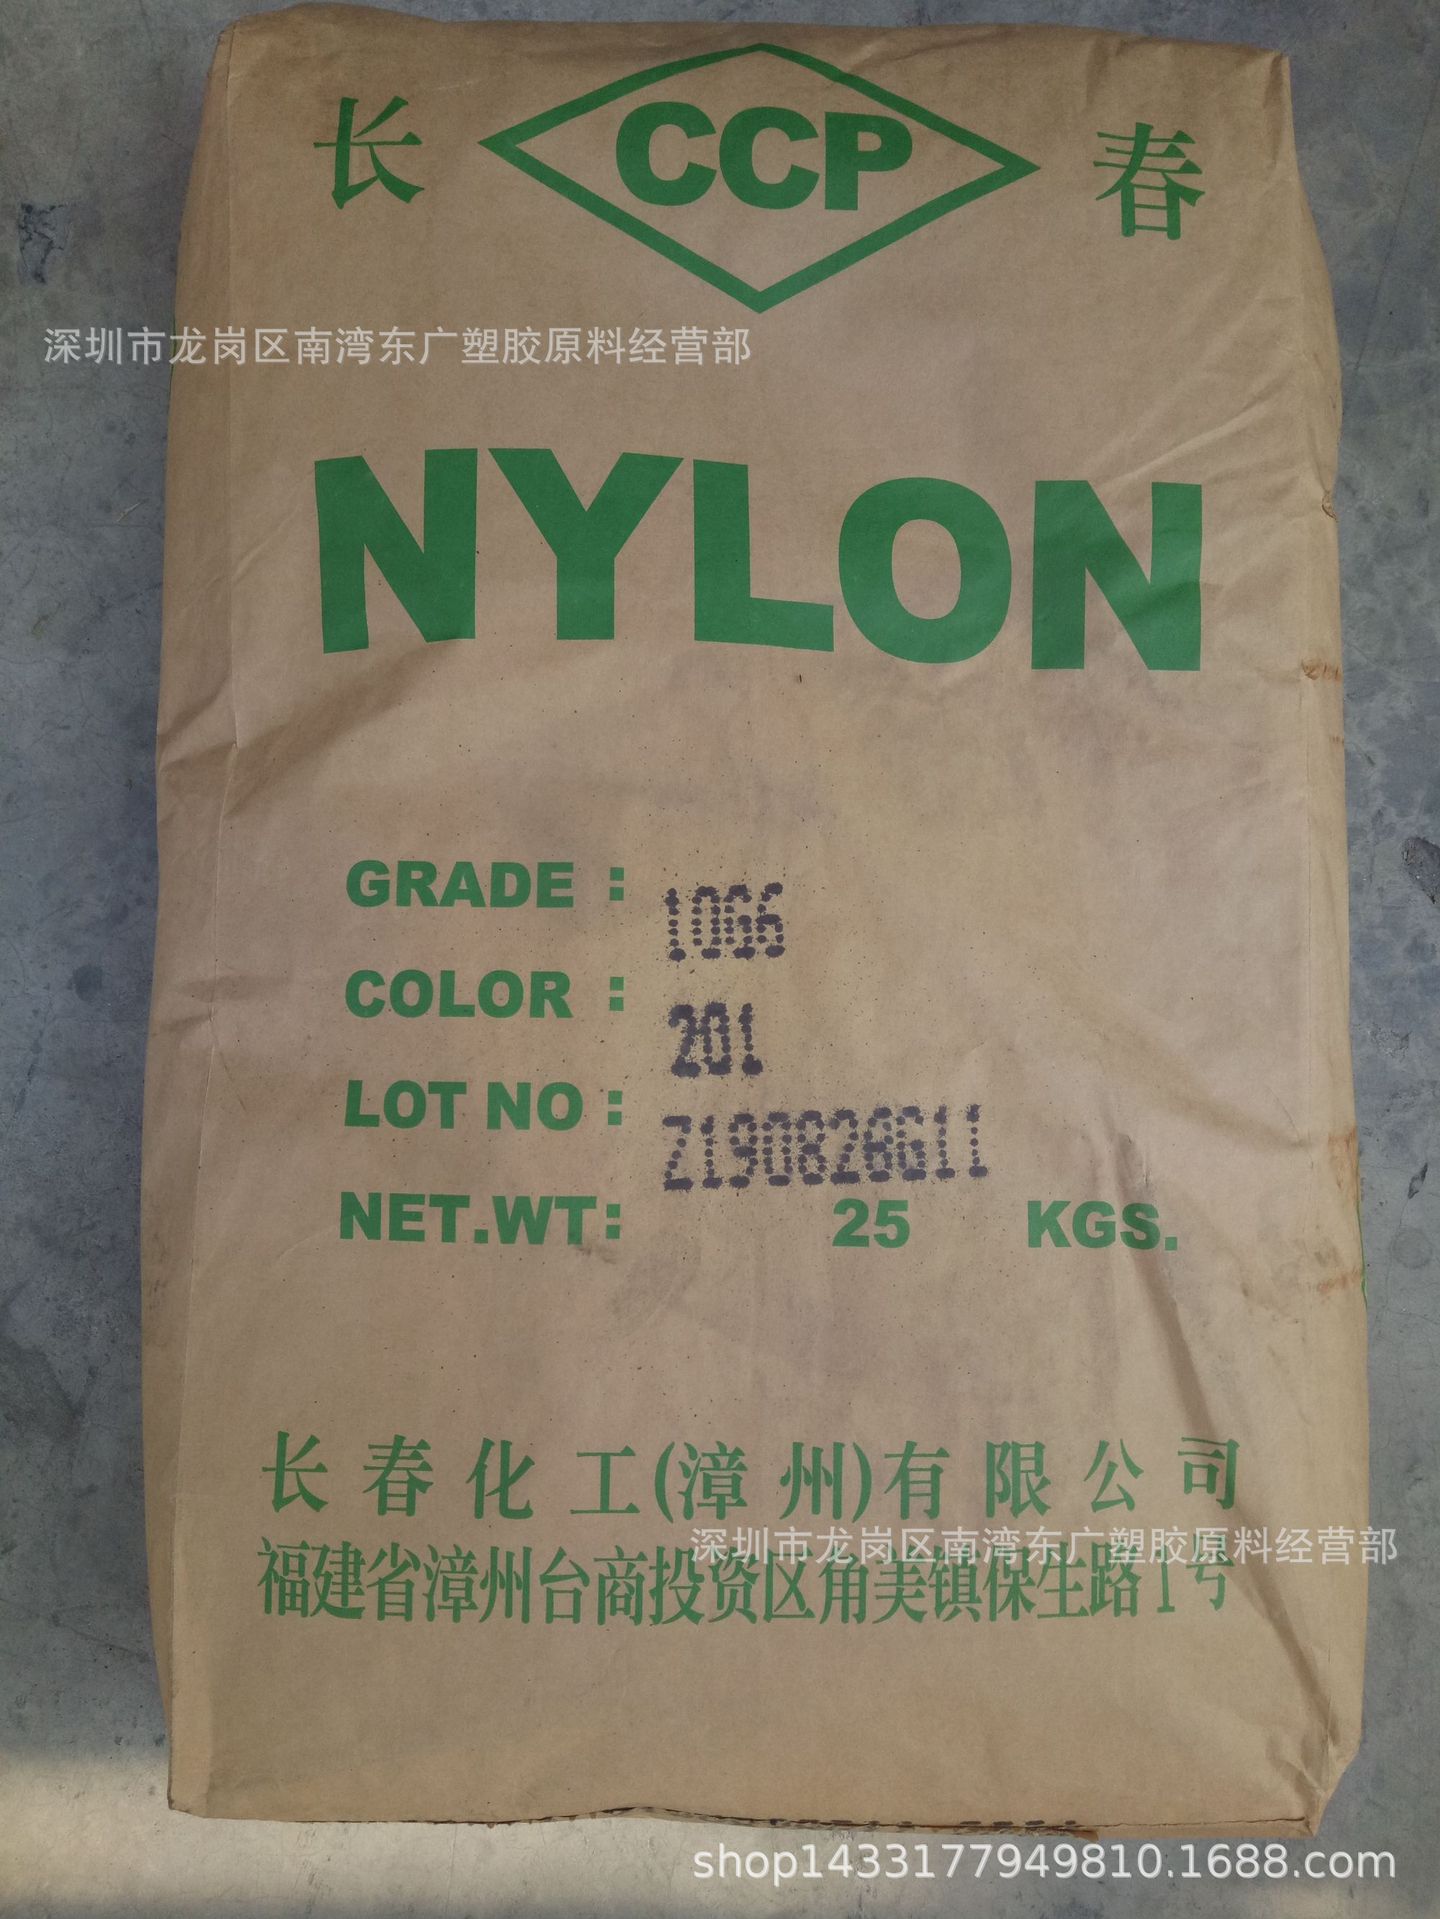 长 CCP 春
深圳市龙岗区南湾东广塑胶原料经营部
NYLON
GRADE : 1066
COLOR : 201
LOT NO : Z190826G11
NET.WT: 25 KGS.
长春化工(漳州)有限公司
深圳市龙岗区南湾东广塑胶原料经营部
福建省漳州台商投资区角美镇保生路1号
shop1433177949810.1688.com